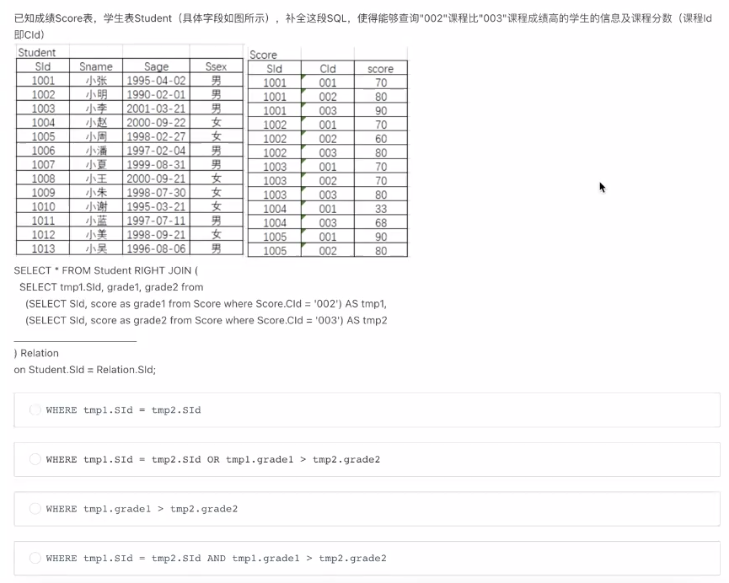 已知成绩Score表，学生表Student（具体字段如图所示），补全这段SQL，使得能够查询"002"课程比"003"课程成绩高的学生的信息及课程分数（课程Id
即CId）
Student
SId Sname Sage Ssex
1001 小张 1995-04-02 男
1002 小明 1990-02-01 男
1003 小李 2001-03-21 男
1004 小赵 2000-09-22 女
1005 小周 1998-02-27 女
1006 小潘 1997-02-04 男
1007 小夏 1999-08-31 男
1008 小王 2000-09-21 女
1009 小朱 1998-07-30 女
1010 小谢 1995-03-21 女
1011 小蓝 1997-07-11 男
1012 小美 1998-09-21 女
1013 小吴 1996-08-06 男
Score
SId CId score
1001 001 70
1001 002 80
1001 003 90
1002 001 70
1002 002 60
1002 003 80
1003 001 70
1003 002 70
1003 003 80
1004 001 33
1004 003 68
1005 001 90
1005 002 80
SELECT * FROM Student RIGHT JOIN (
SELECT tmp1.SId, grade1, grade2 from
(SELECT SId, score as grade1 from Score where Score.CId = '002') AS tmp1,
(SELECT SId, score as grade2 from Score where Score.CId = '003') AS tmp2
) Relation
on Student.SId = Relation.SId;
WHERE tmp1.SId = tmp2.SId
WHERE tmp1.SId = tmp2.SId OR tmp1.grade1 > tmp2.grade2
WHERE tmp1.grade1 > tmp2.grade2
WHERE tmp1.SId = tmp2.SId AND tmp1.grade1 > tmp2.grade2